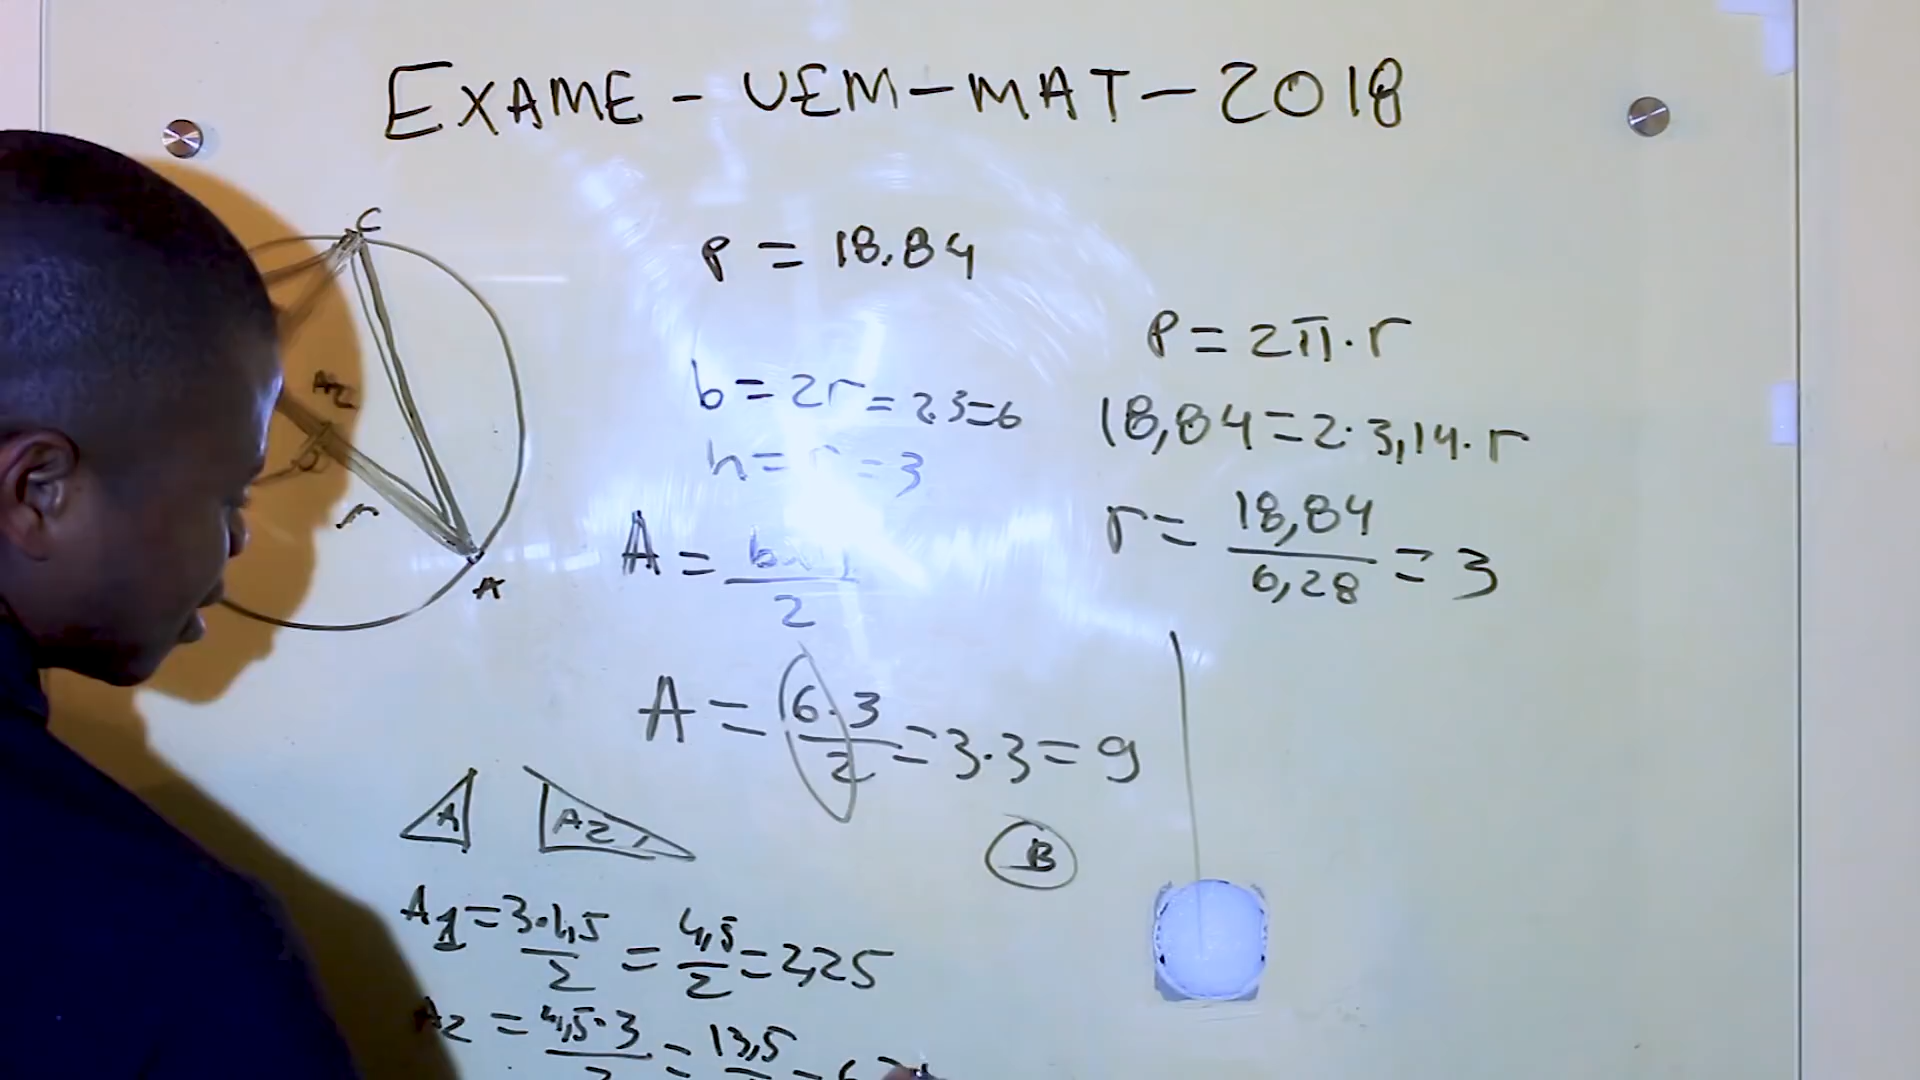 EXAME - UEM - MAT - 2018
C
P = 18.84
P = 2π . r
b = 2r = 2.3 = 6
18,84 = 2 . 3,14 . r
h = r = 3
r = 18,84 / 6,28 = 3
r
A = b.h / 2
A
A = 6.3 / 2 = 3.3 = 9
A
A2
B
A1 = 3.1,5 / 2 = 4,5 / 2 = 2,25
A2 = 4,5.3 / 2 = 13,5